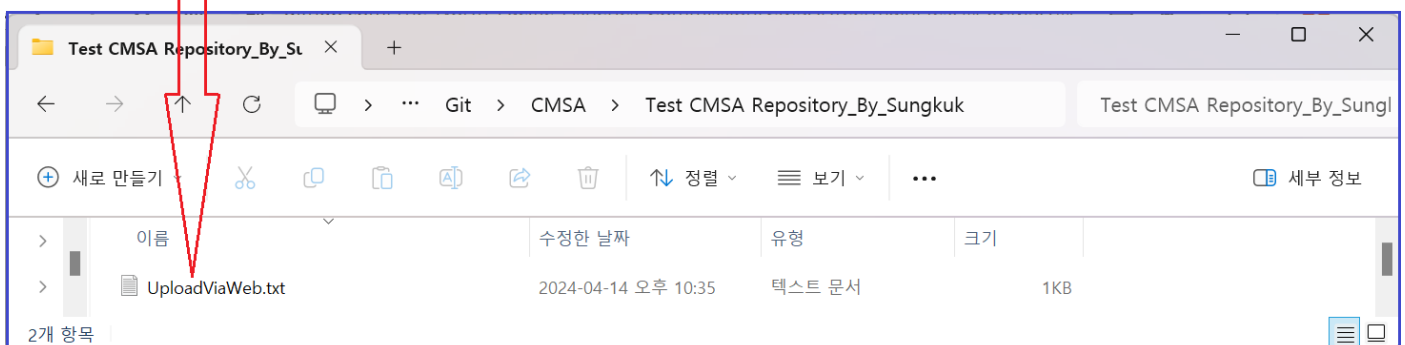 Test CMSA Repository_By_Su
Git > CMSA > Test CMSA Repository_By_Sungkuk
Test CMSA Repository_By_Sungl
새로 만들기
정렬
보기
세부 정보
이름 수정한 날짜 유형 크기
UploadViaWeb.txt 2024-04-14 오후 10:35 텍스트 문서 1KB
2개 항목